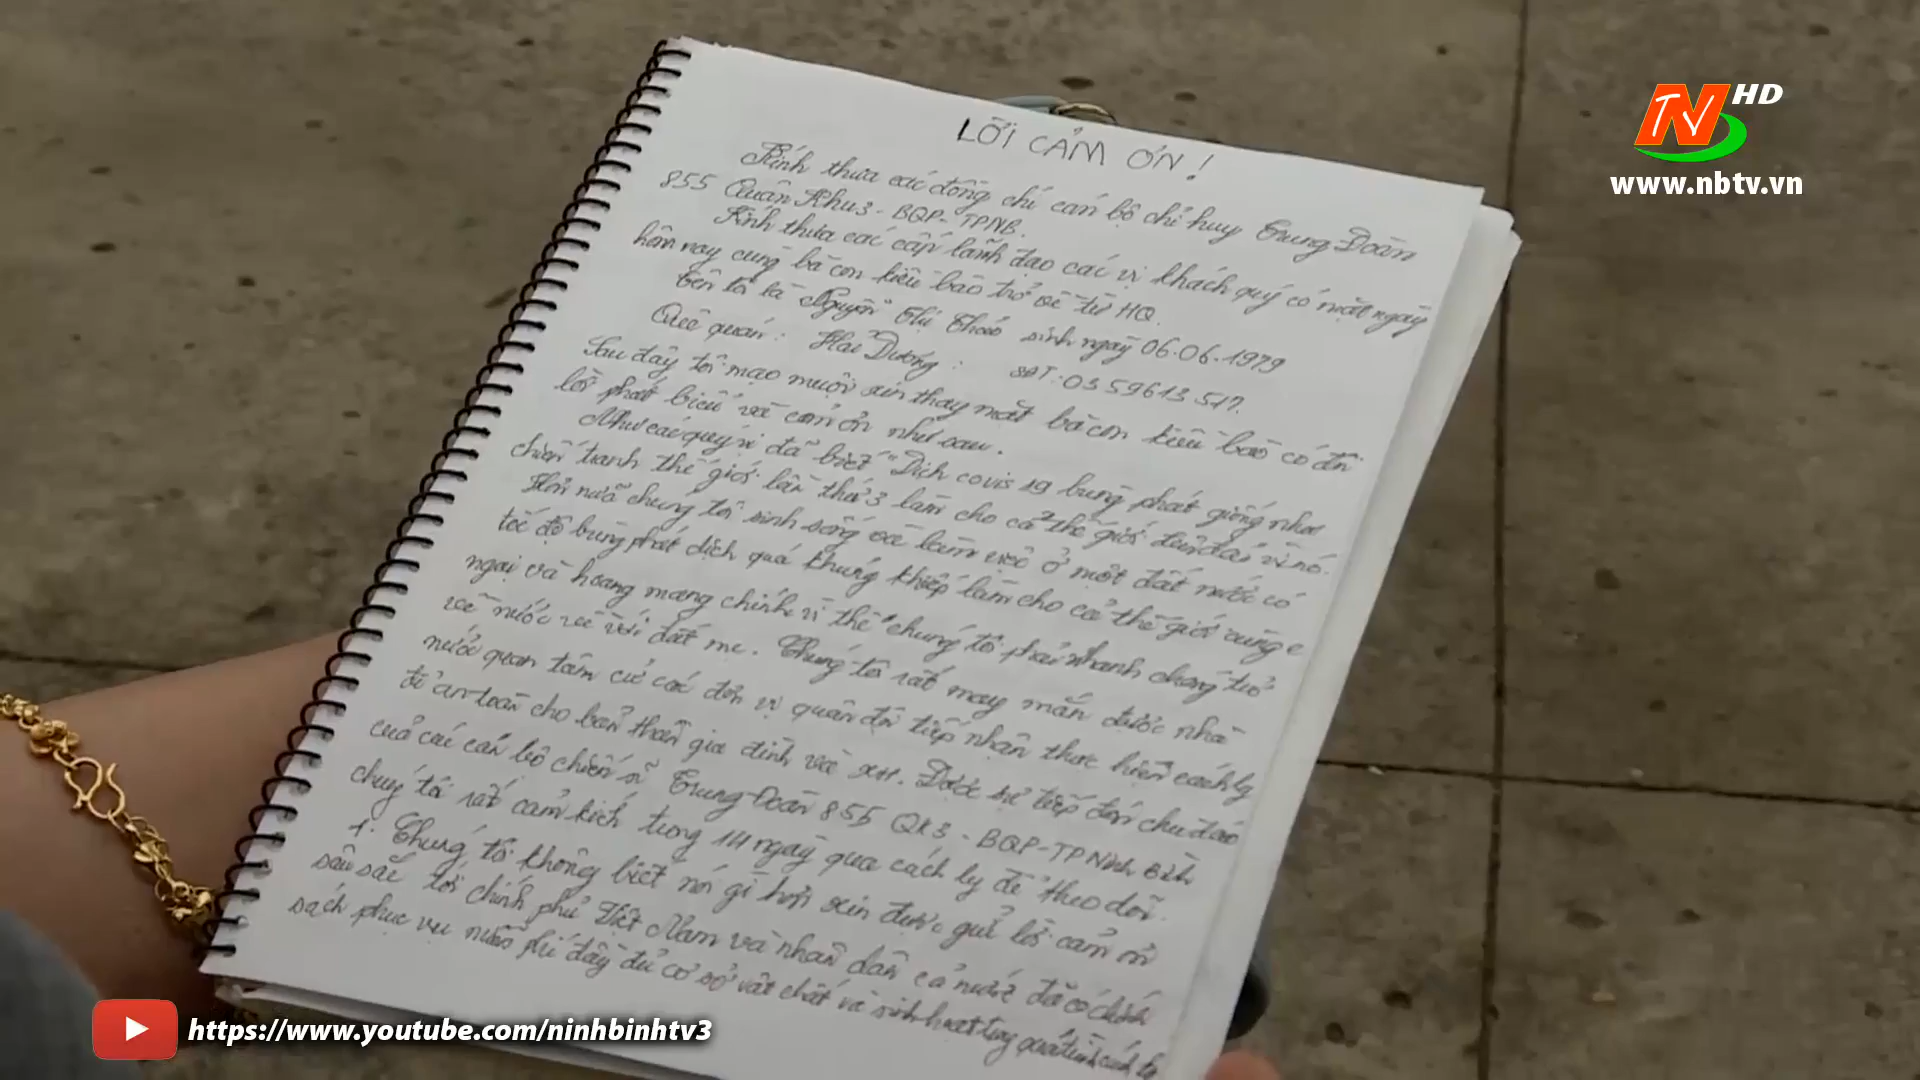 LỜI CẢM ƠN!
Kính thưa các đồng chí cán bộ chỉ huy Trung Đoàn
855 Quân Khu 3 - BQP - TPNB.
Kính thưa các cấp lãnh đạo các vị khách quý có mặt ngày
hôm nay cùng bà con kiều bào trở về từ HQ.
tên tôi là Nguyễn Thị Thảo sinh ngày 06.06.1979
Quê quán: Hải Dương: SĐT: 0359613.517.
Sau đây tôi mạo muội xin thay mặt bà con kiều bào có đôi
lời phát biểu và cảm ơn như sau.
Như các quý vị đã biết "Dịch covis 19 bùng phát giống như
chiến tranh thế giới lần thứ 3 làm cho cả thế giới vì nó.
Hơn nữa chúng tôi sinh sống và làm việc ở một đất nước có
tốc độ bùng phát dịch quá khủng khiếp làm cho cả thế giới cũng e
ngại và hoang mang chính vì thế chúng tôi phải nhanh chóng trở
về nước về với đất mẹ. Chúng tôi rất may mắn được nhà
nước quan tâm cử các đơn vị quân đội tiếp nhận thực hiện cách ly
để an toàn cho bản thân gia đình và XH. Được sự tiếp đón chu đáo
của các cán bộ chiến sĩ Trung Đoàn 855 QK3 - BQP - TP Ninh Bình
chúng tôi rất cảm kích trong 14 ngày qua cách ly để theo dõi.
1. Chúng tôi không biết nói gì hơn xin được gửi lời cảm ơn
sâu sắc tới chính phủ Việt Nam và nhân dân cả nước đã có chính
sách phục vụ miễn phí đầy đủ cơ sở vật chất và sinh hoạt trong quá trình cách ly
NTV HD
www.nbtv.vn
https://www.youtube.com/ninhbinhtv3